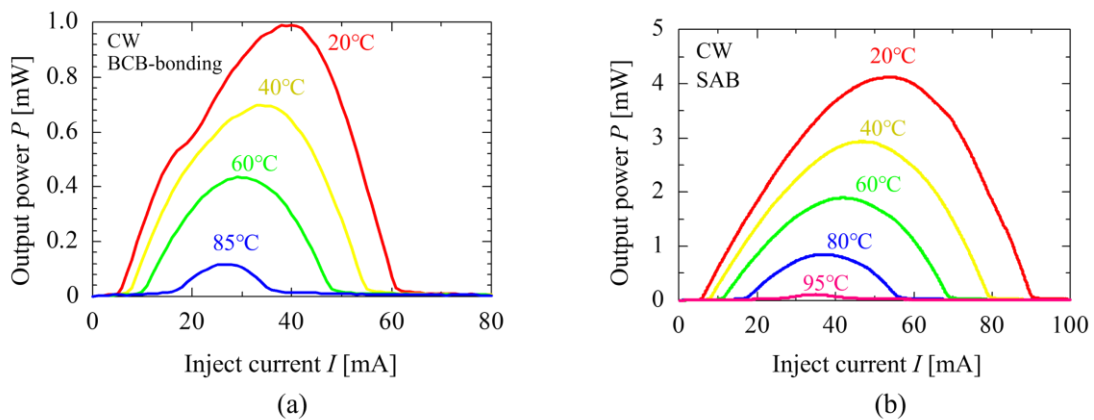 1.0
0.8
0.6
0.4
0.2
0
Output power P [mW]
CW
BCB-bonding
20℃
40℃
60℃
85℃
0 20 40 60 80
Inject current I [mA]
(a)
5
4
3
2
1
0
Output power P [mW]
CW
SAB
20℃
40℃
60℃
80℃
95℃
0 20 40 60 80 100
Inject current I [mA]
(b)